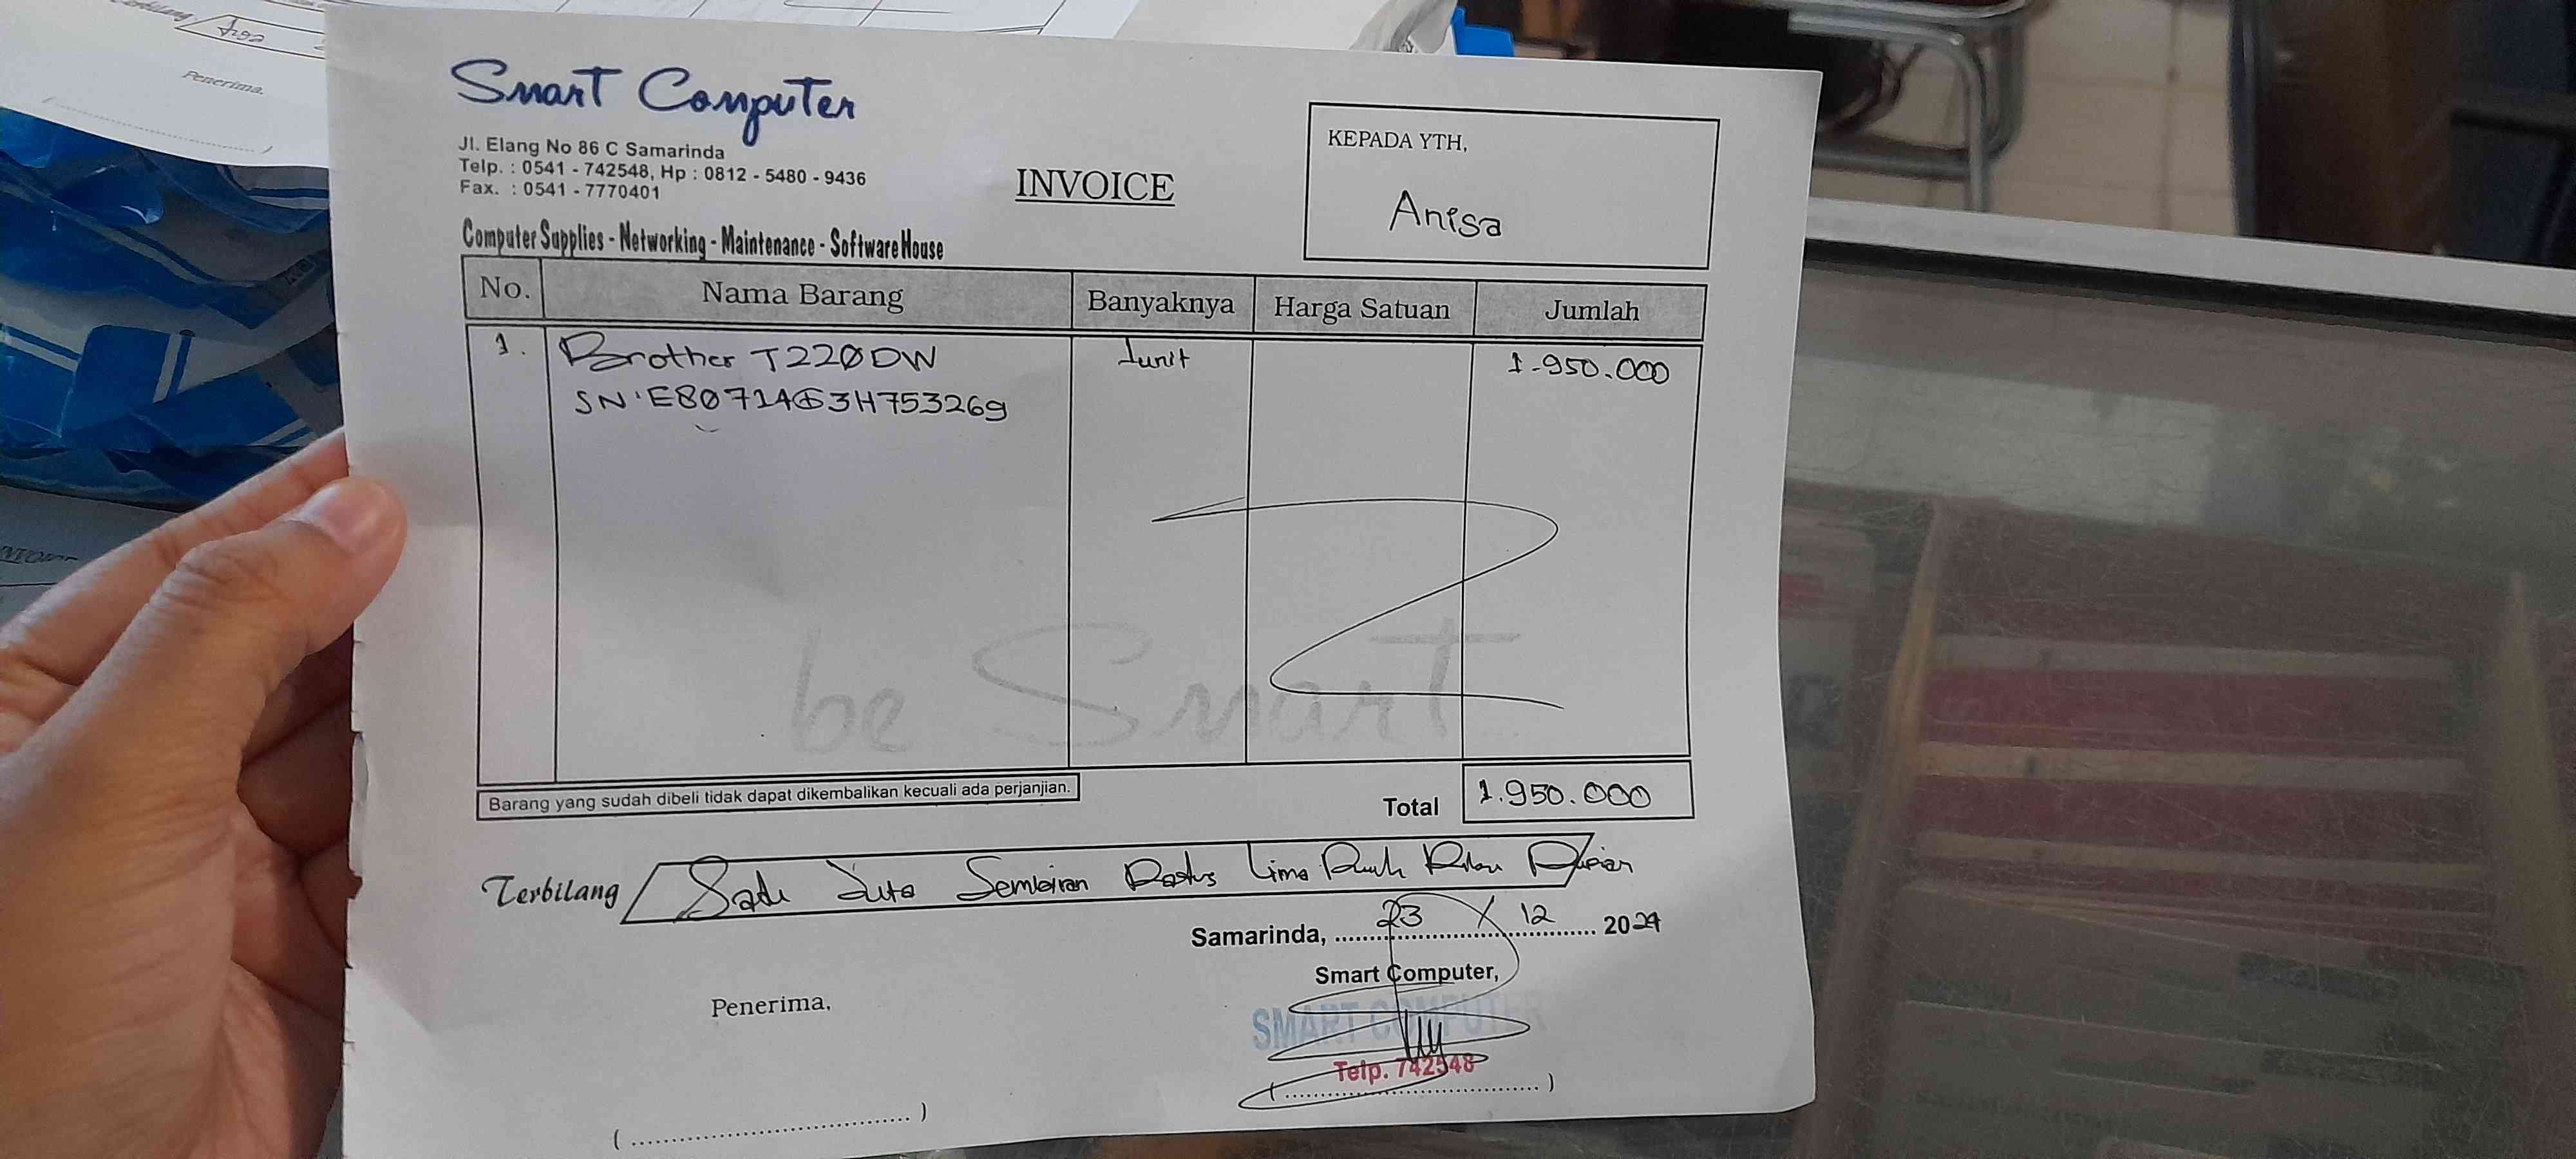 Terbilang
Penerima.
Smart Computer
Jl. Elang No 86 C Samarinda
Telp. : 0541 - 742548, Hp : 0812 - 5480 - 9436
Fax. : 0541 - 7770401
Computer Supplies - Networking - Maintenance - Software House
INVOICE
KEPADA YTH,
Anisa
No. Nama Barang Banyaknya Harga Satuan Jumlah
1. Brother T220DW 1unit 1.950.000
be Smart
Barang yang sudah dibeli tidak dapat dikembalikan kecuali ada perjanjian.
Total 1.950.000
Terbilang Satu Juta Sembilan Ratus Lima Puluh Ribu Rupiah
Samarinda, 23 / 12 2024
Penerima,
Smart Computer,
SMART COMPUTER
Telp. 742548